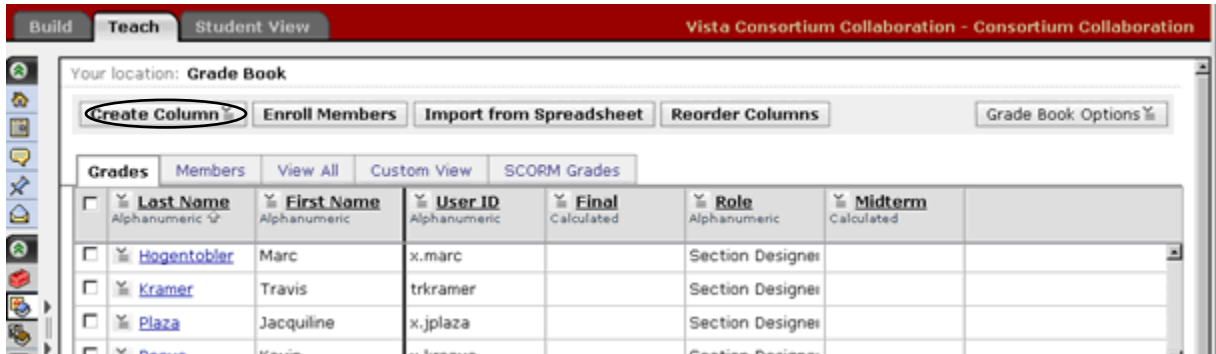 Build Teach Student View Vista Consortium Collaboration - Consortium Collaboration
Your location: Grade Book
Create Column Enroll Members Import from Spreadsheet Reorder Columns Grade Book Options
Grades Members View All Custom View SCORM Grades
Last Name First Name User ID Final Role Midterm
Alphanumeric Alphanumeric Alphanumeric Calculated Alphanumeric Calculated
Hogentobler Marc x.marc Section Designer
Kramer Travis trkramer Section Designer
Plaza Jacquiline x.jplaza Section Designer